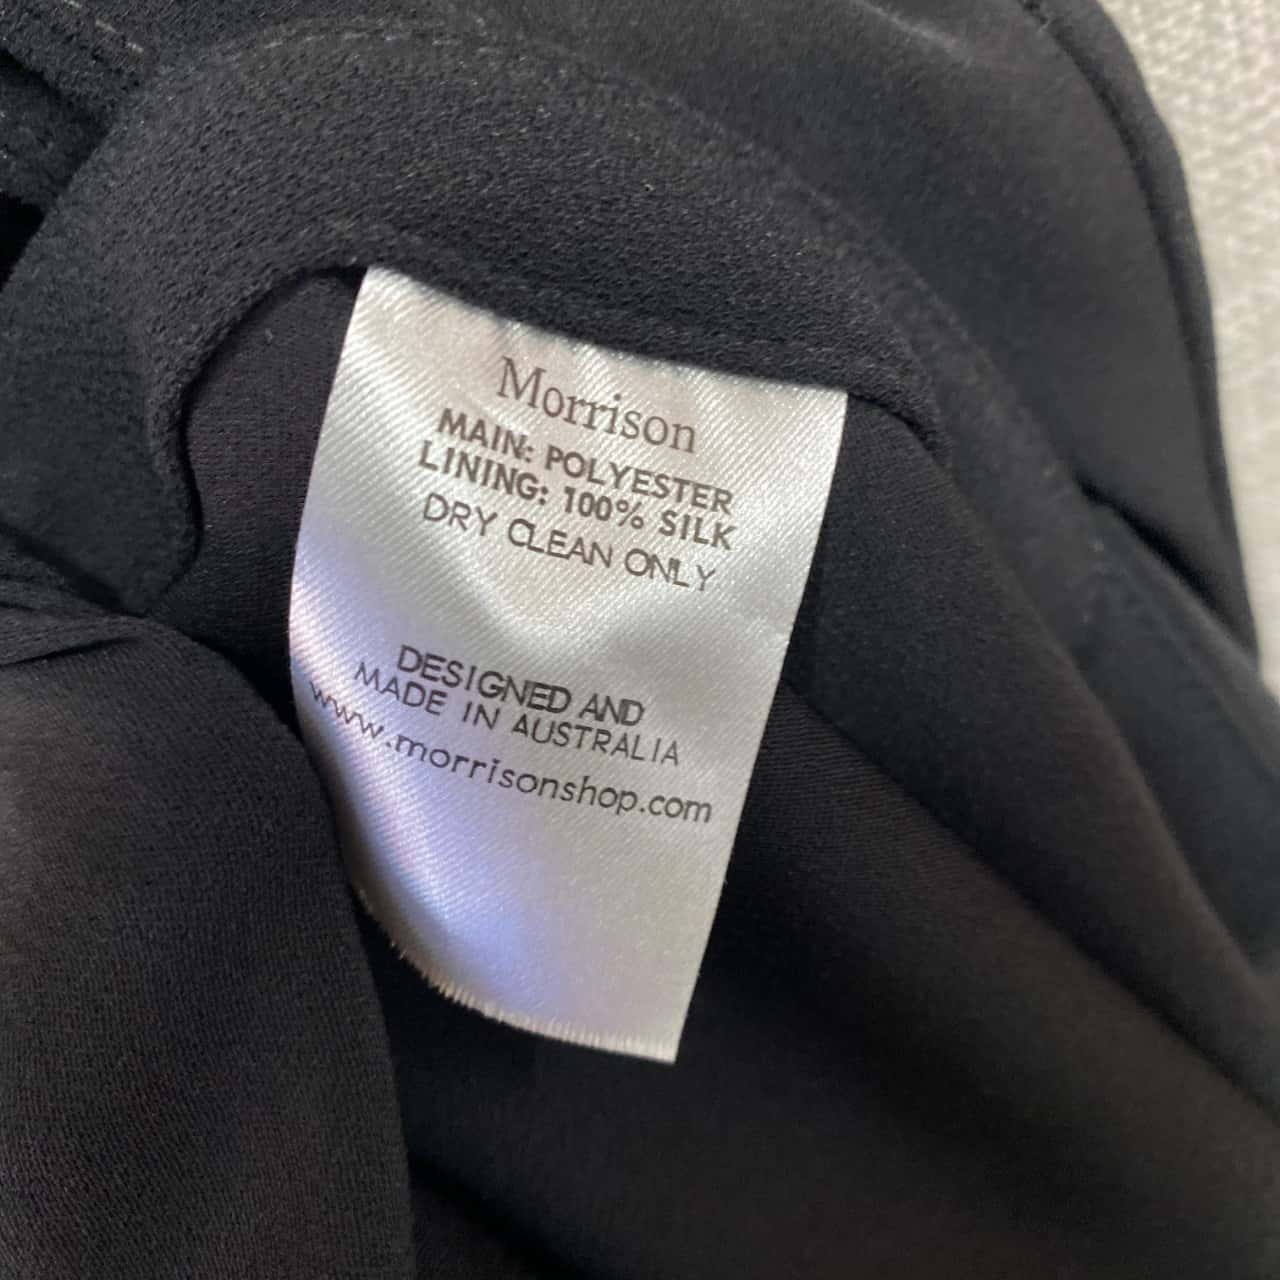 Morrison
MAIN: POLYESTER
LINING: 100% SILK
DRY CLEAN ONLY
DESIGNED AND
MADE IN AUSTRALIA
www.morrisonshop.com